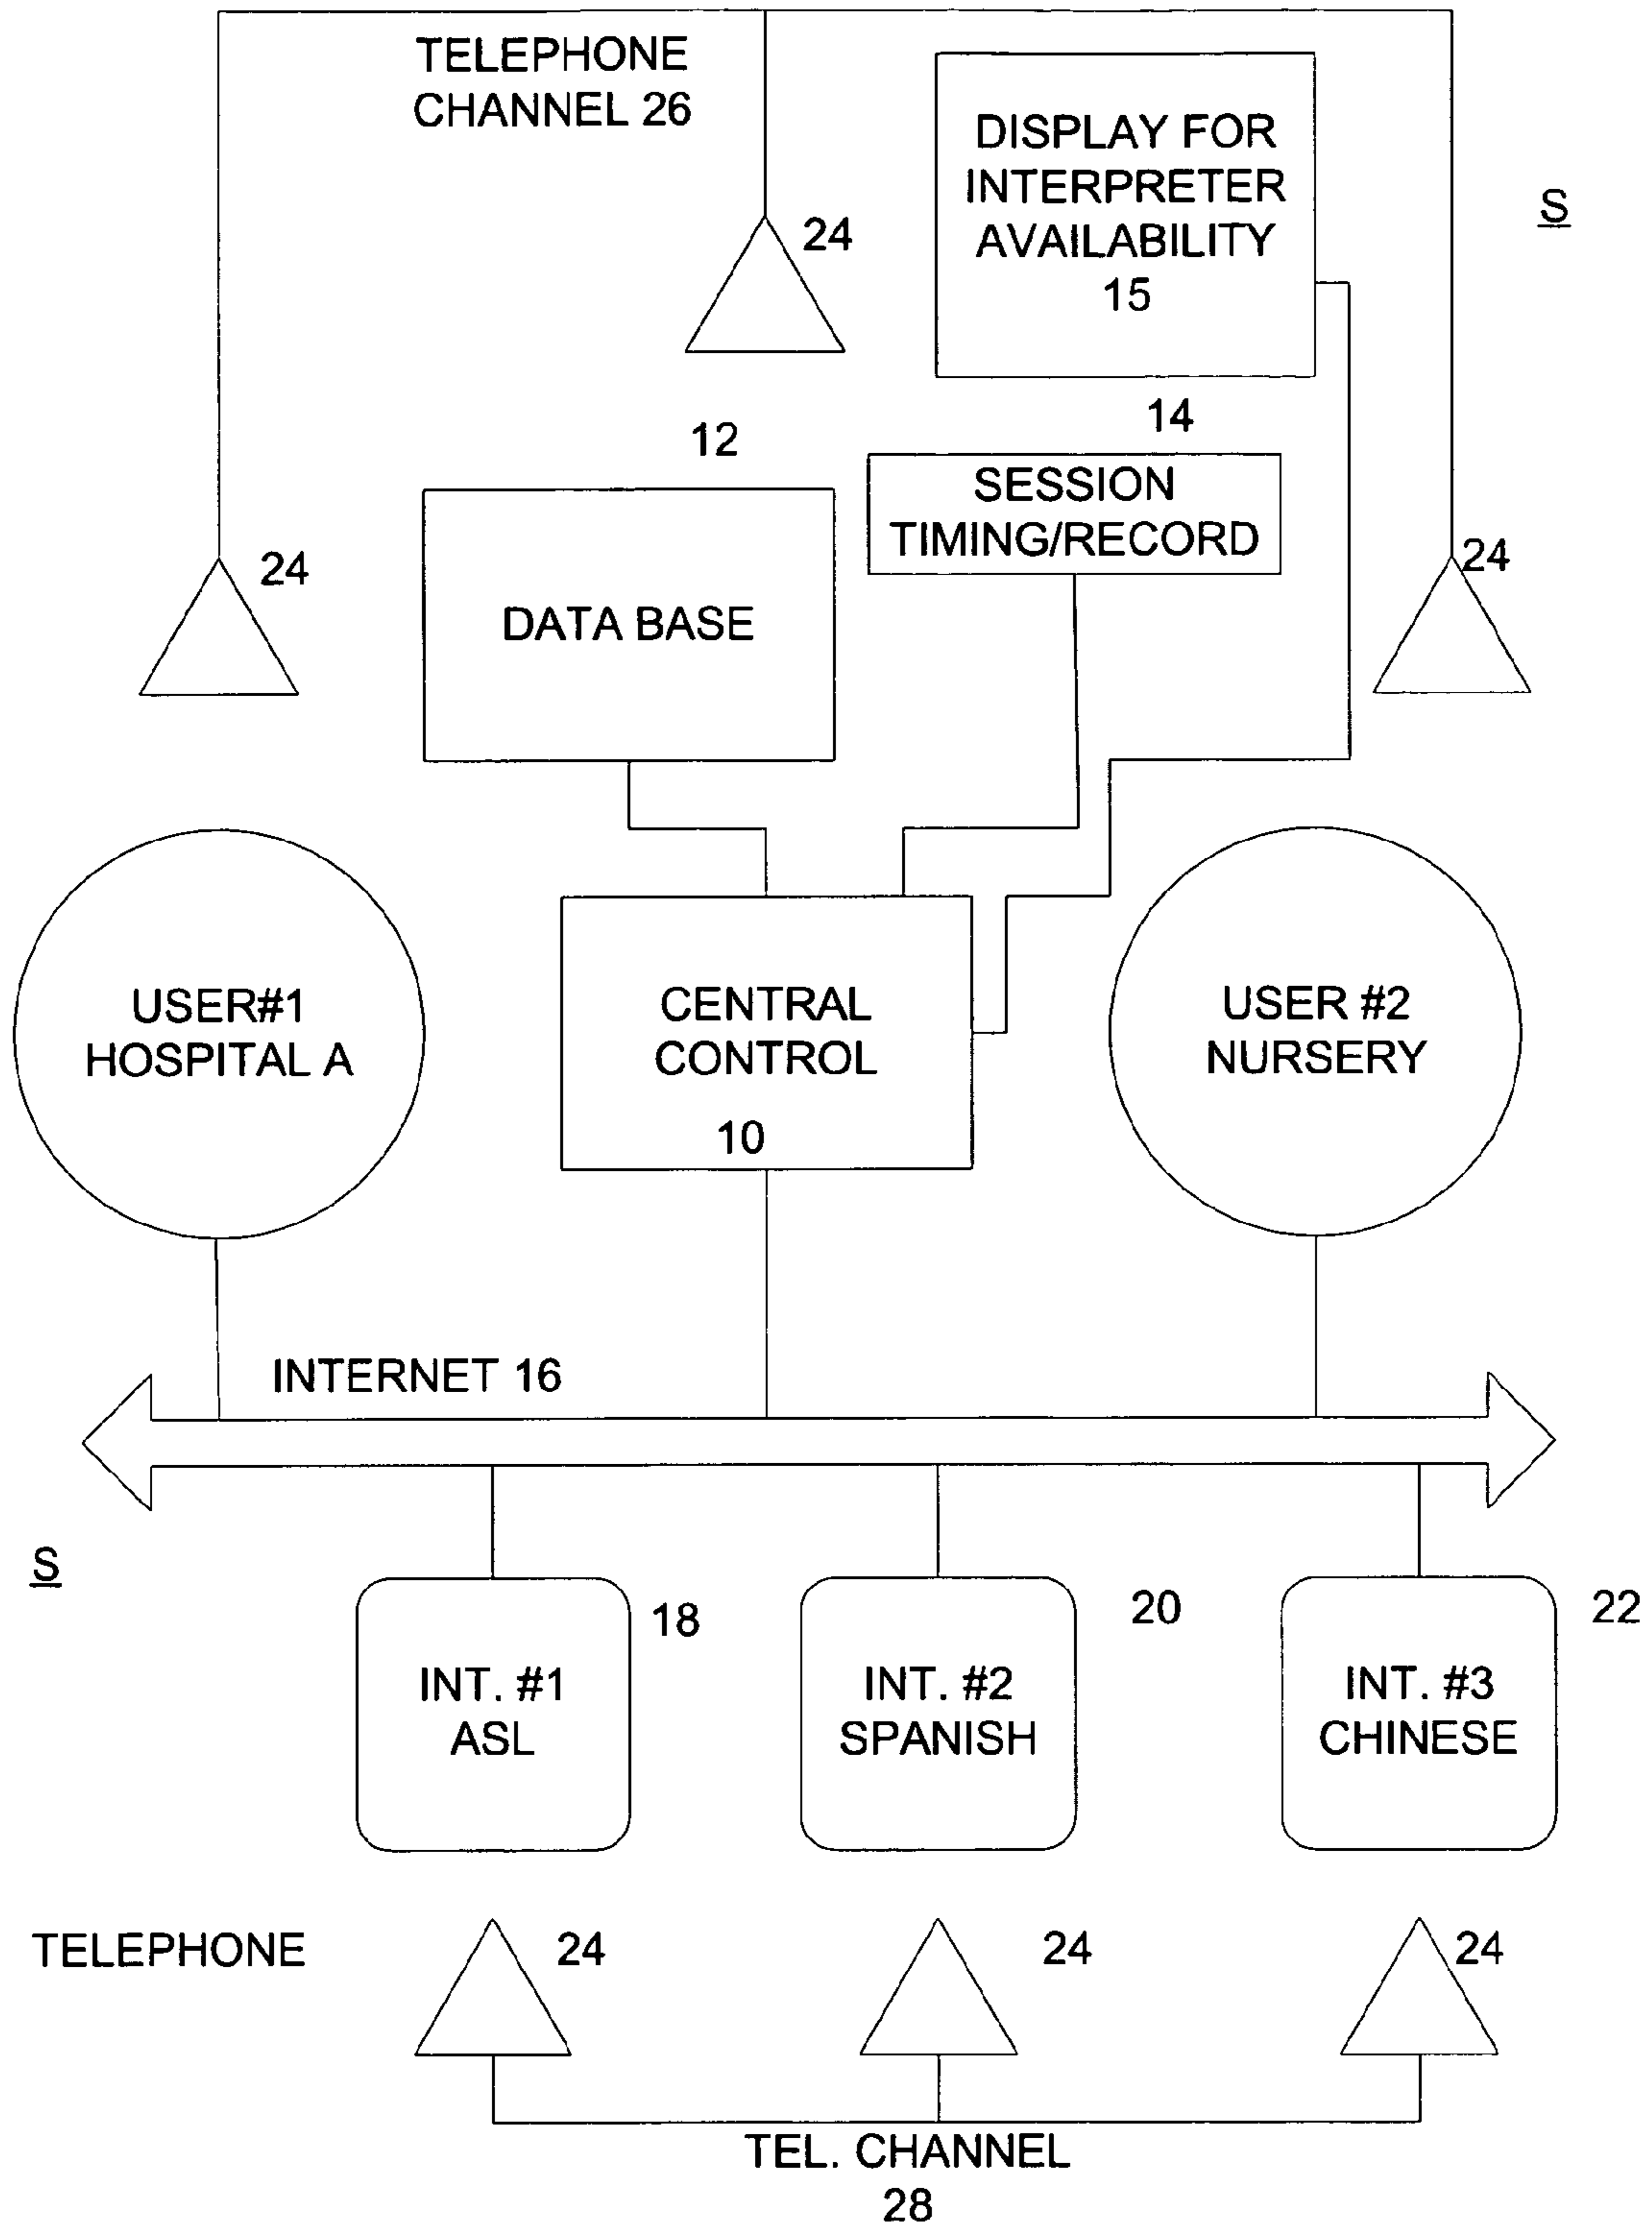 TELEPHONE
CHANNEL 26
DISPLAY FOR
INTERPRETER
AVAILABILITY
15
S
24
14
12
SESSION
TIMING/RECORD
24
24
DATA BASE
USER#1
HOSPITAL A
CENTRAL
CONTROL
10
USER #2
NURSERY
INTERNET 16
S
18
20
22
INT. #1
ASL
INT. #2
SPANISH
INT. #3
CHINESE
TELEPHONE
24
24
24
TEL. CHANNEL
28